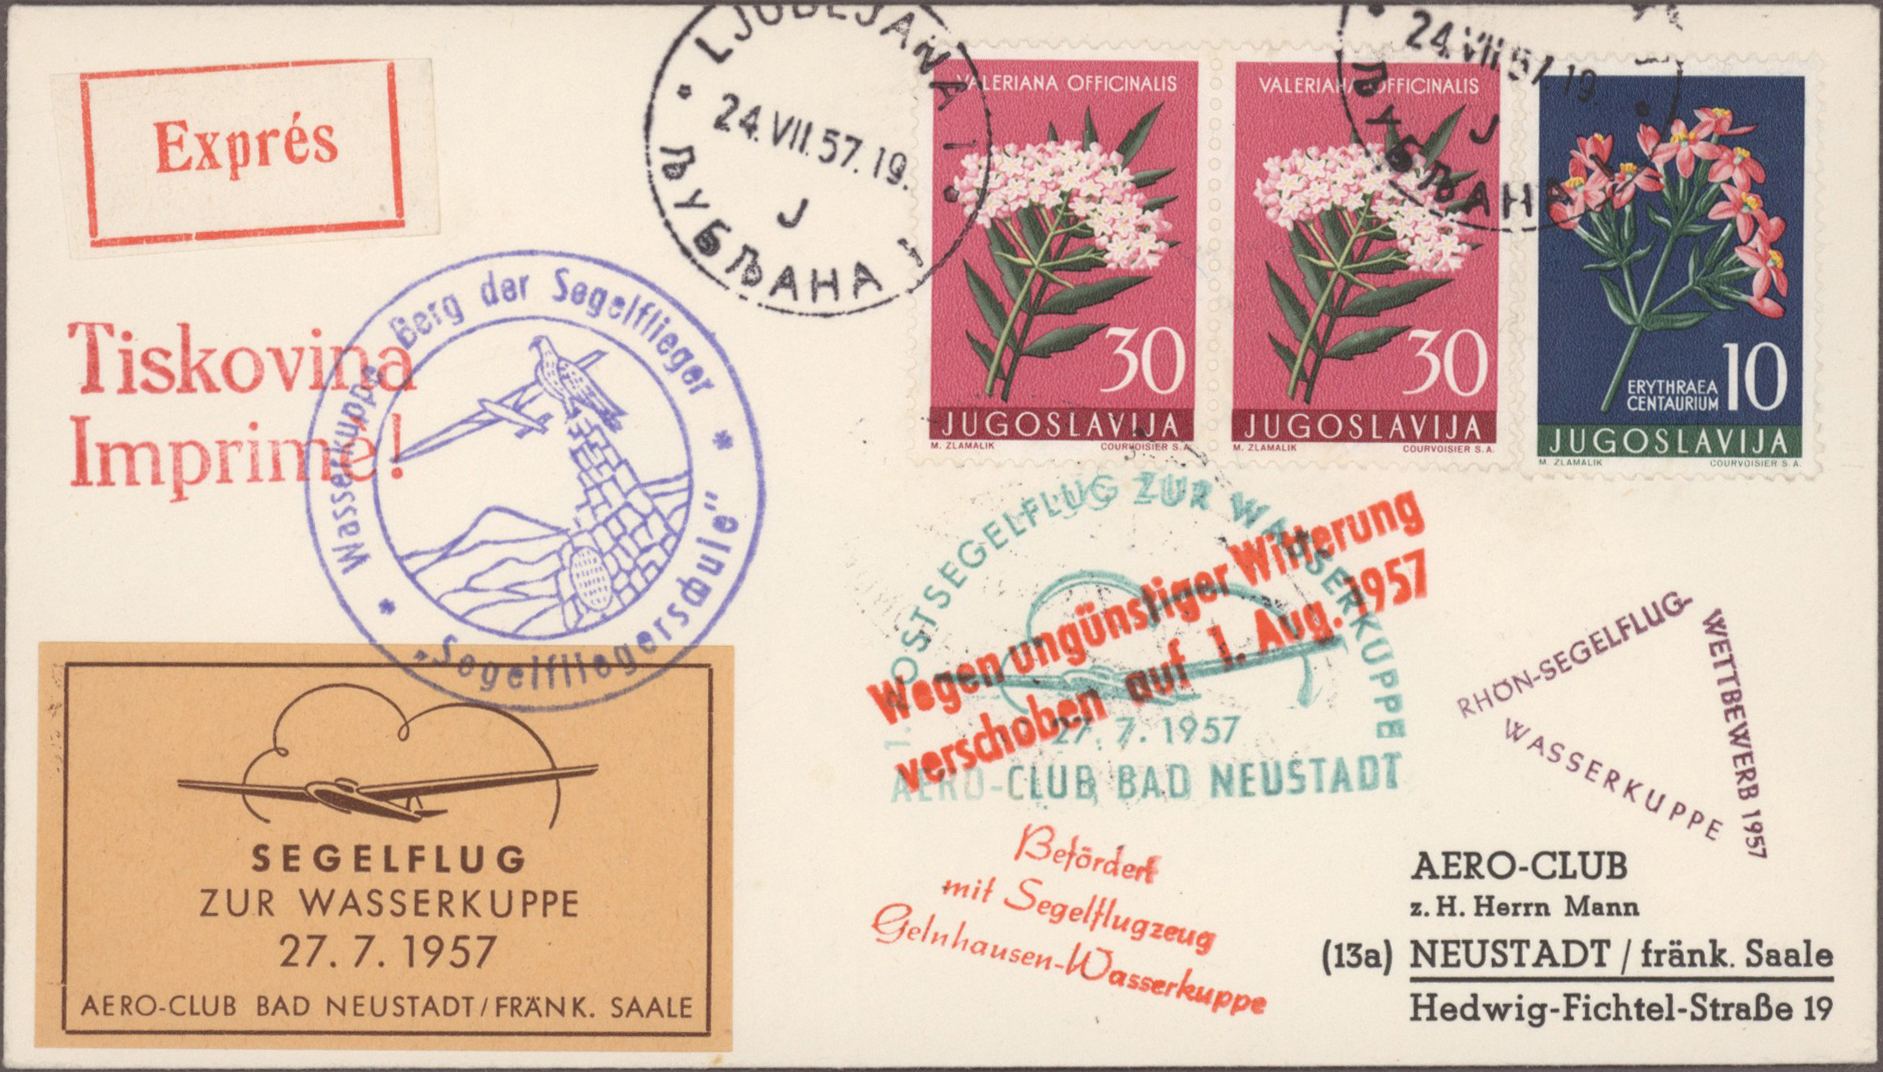 Exprés
Tiskovina
Imprimé!
LJUBLJANA 1
24.VII.57.19.
J
ЉУБЉАНА
VALERIANA OFFICINALIS
30
JUGOSLAVIJA
M. ZLAMALIK COURVOISIER S.A.
VALERIANA OFFICINALIS
30
JUGOSLAVIJA
M. ZLAMALIK COURVOISIER S.A.
24.VII.57.19
J
ЉУБЉАНА
ERYTHRAEA
CENTAURIUM 10
JUGOSLAVIJA
M. ZLAMALIK COURVOISIER S.A.
Wasserkuppe Berg der Segelflieger
* „Segelfliegerschule" *
1. POSTSEGELFLUG ZUR WASSERKUPPE
27. 7. 1957
AERO-CLUB BAD NEUSTADT
Wegen ungünstiger Witterung
verschoben auf 1. Aug. 1957
RHÖN-SEGELFLUG-
WETTBEWERB 1957
WASSERKUPPE
Befördert
mit Segelflugzeug
Gelnhausen-Wasserkuppe
SEGELFLUG
ZUR WASSERKUPPE
27. 7. 1957
AERO-CLUB BAD NEUSTADT/FRÄNK. SAALE
AERO-CLUB
z. H. Herrn Mann
(13a) NEUSTADT / fränk. Saale
Hedwig-Fichtel-Straße 19